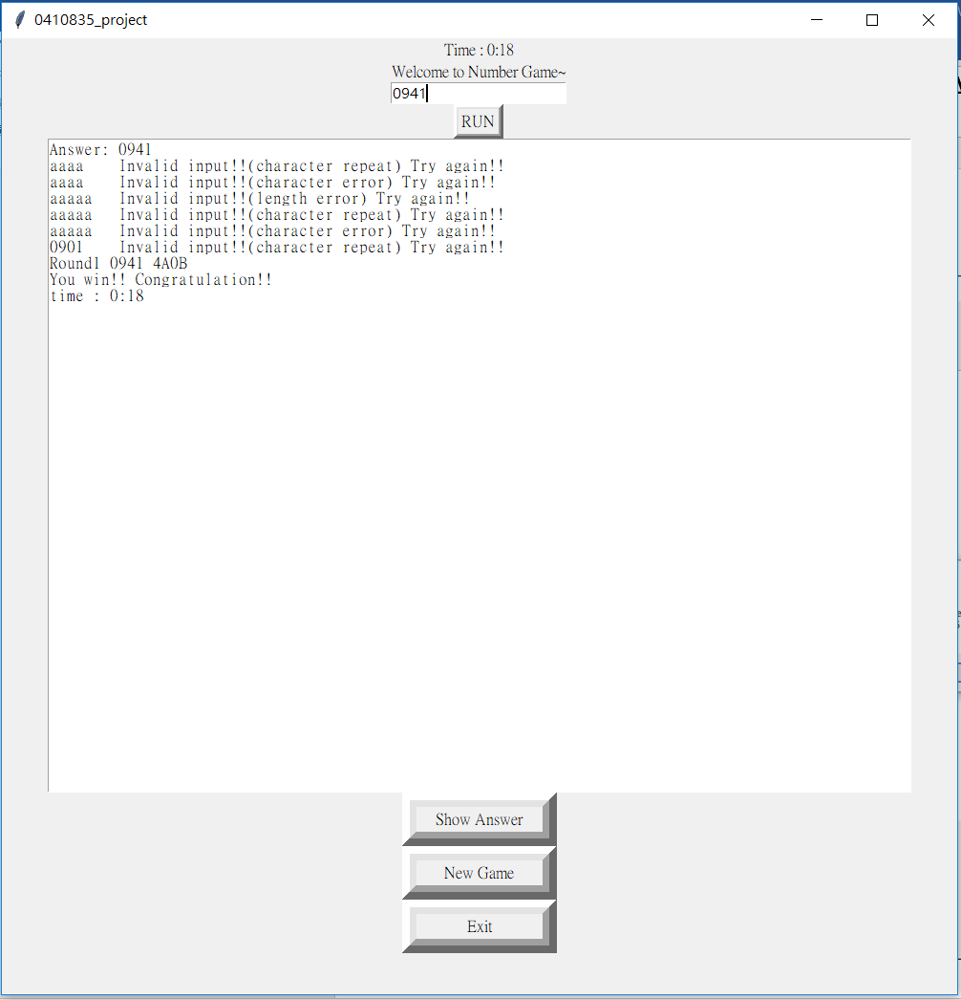 0410835_project
Time : 0:18
Welcome to Number Game~
0941
RUN
Answer: 0941
aaaa    Invalid input!!(character repeat) Try again!!
aaaa    Invalid input!!(character error) Try again!!
aaaaa   Invalid input!!(length error) Try again!!
aaaaa   Invalid input!!(character repeat) Try again!!
aaaaa   Invalid input!!(character error) Try again!!
0901    Invalid input!!(character repeat) Try again!!
Round1 0941 4A0B
You win!! Congratulation!!
time : 0:18
Show Answer
New Game
Exit